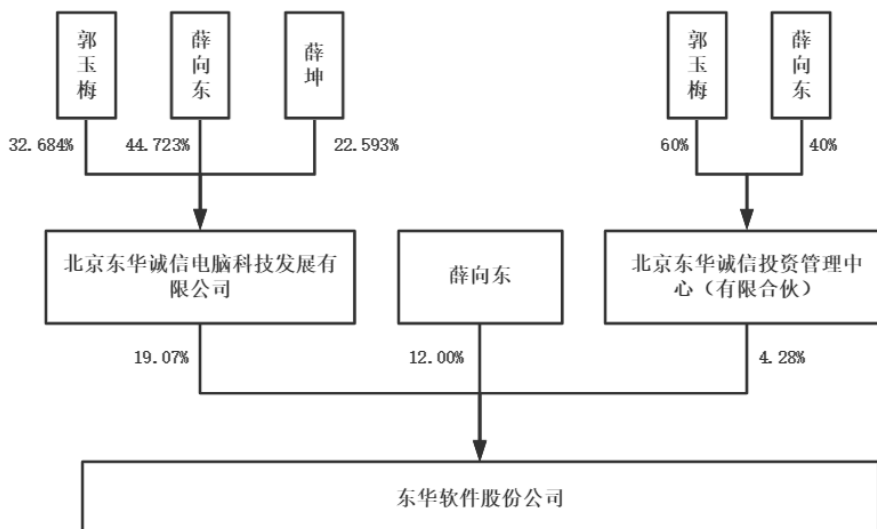 郭玉梅
薛向东
薛坤
郭玉梅
薛向东
32.684%
44.723%
22.593%
60%
40%
北京东华诚信电脑科技发展有
限公司
薛向东
北京东华诚信投资管理中
心（有限合伙）
19.07%
12.00%
4.28%
东华软件股份公司